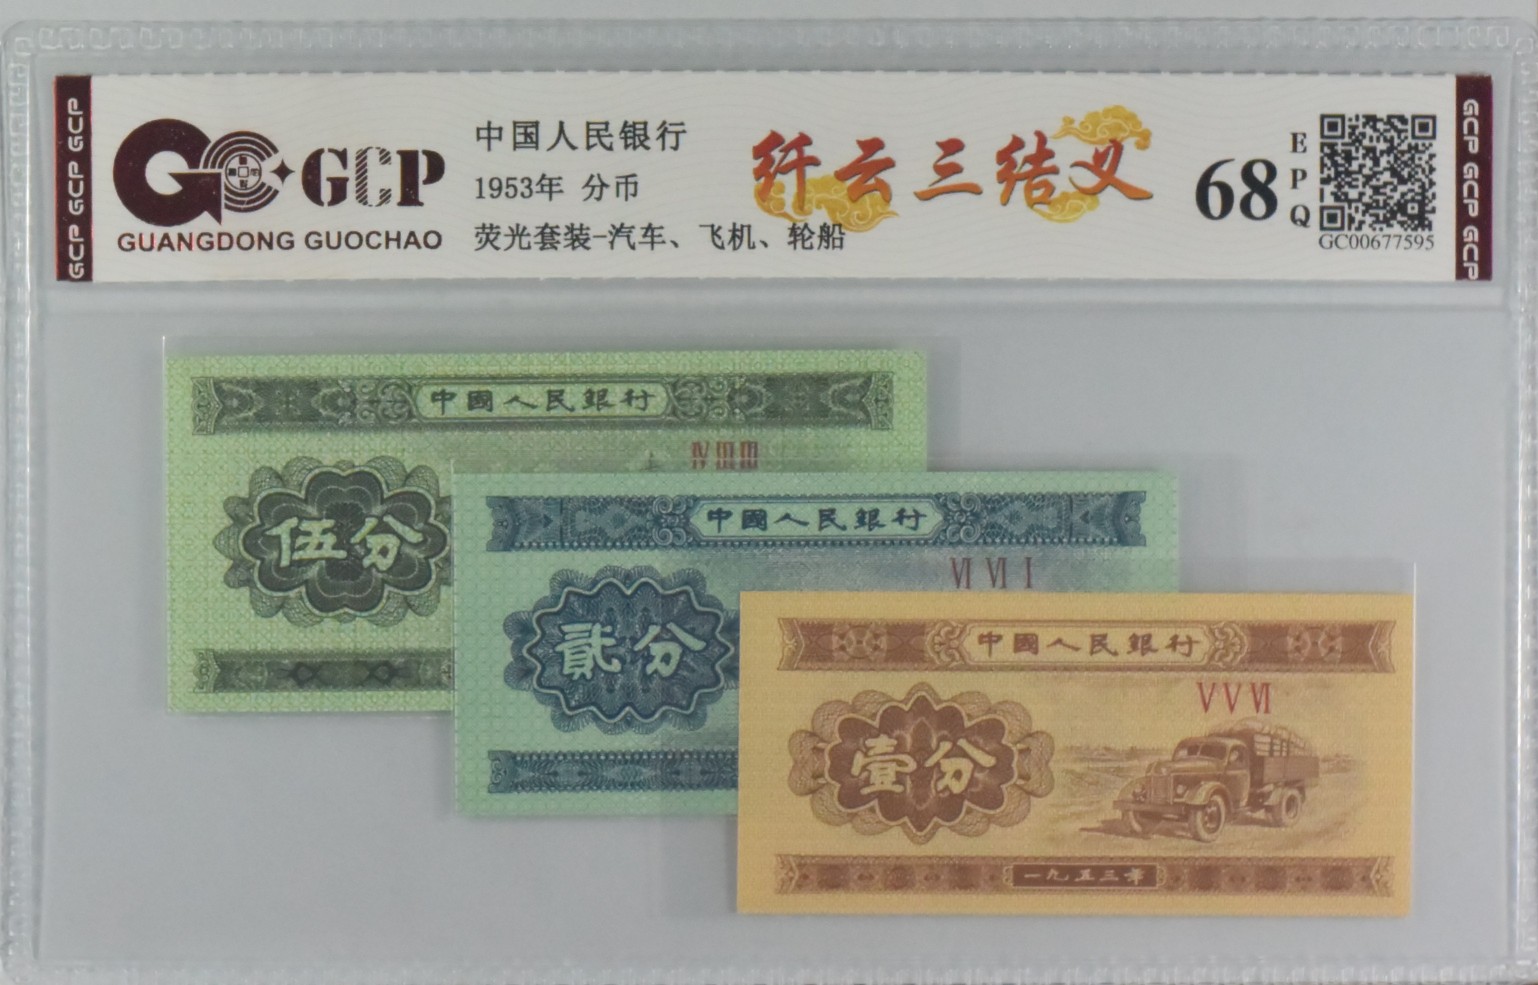 GCP GCP GCP
GCP
GUANGDONG GUOCHAO
中国人民银行
1953年 分币
荧光套装-汽车、飞机、轮船
纤云三结义
68
EPQ
GC00677595
GCP GCP GCP
中國人民銀行
Ⅳ Ⅲ Ⅲ
伍分
中國人民銀行
Ⅵ Ⅵ Ⅰ
貳分
中國人民銀行
Ⅴ Ⅴ Ⅵ
壹分
一九五三年